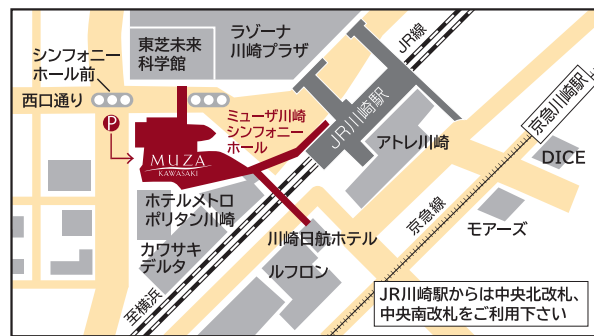 ラゾーナ
川崎プラザ
東芝未来
科学館
シンフォニー
ホール前
西口通り
P
ミューザ川崎
シンフォニー
ホール
MUZA
KAWASAKI
JR線
JR川崎駅
アトレ川崎
京急川崎駅
DICE
モアーズ
京急線
ホテルメトロ
ポリタン川崎
カワサキ
デルタ
川崎日航ホテル
ルフロン
至横浜
JR川崎駅からは中央北改札、
中央南改札をご利用下さい